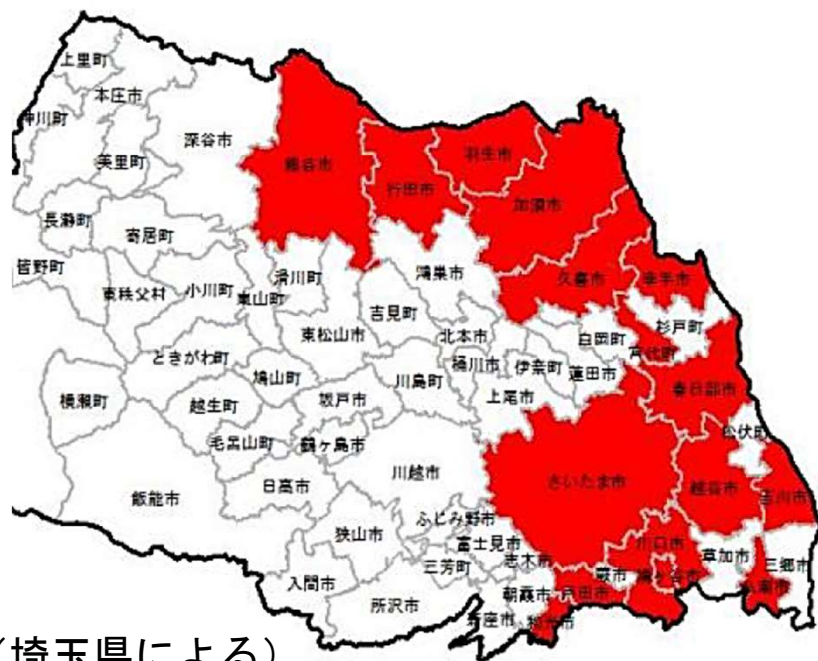 上里町
本庄市
神川町
美里町
深谷市
熊谷市
行田市
羽生市
加須市
長瀞町
寄居町
皆野町
東秩父村
小川町
嵐山町
滑川町
鴻巣市
久喜市
幸手市
東松山市
吉見町
北本市
白岡町
杉戸町
宮代町
ときがわ町
鳩山町
川島町
桶川市
伊奈町
蓮田市
春日部市
横瀬町
越生町
坂戸市
上尾市
松伏町
毛呂山町
鶴ヶ島市
川越市
さいたま市
越谷市
吉川市
飯能市
日高市
ふじみ野市
狭山市
富士見市
志木市
川口市
草加市
三郷市
入間市
三芳町
朝霞市
蕨市
戸田市
鳩ヶ谷市
八潮市
所沢市
新座市
和光市
(埼玉県による)